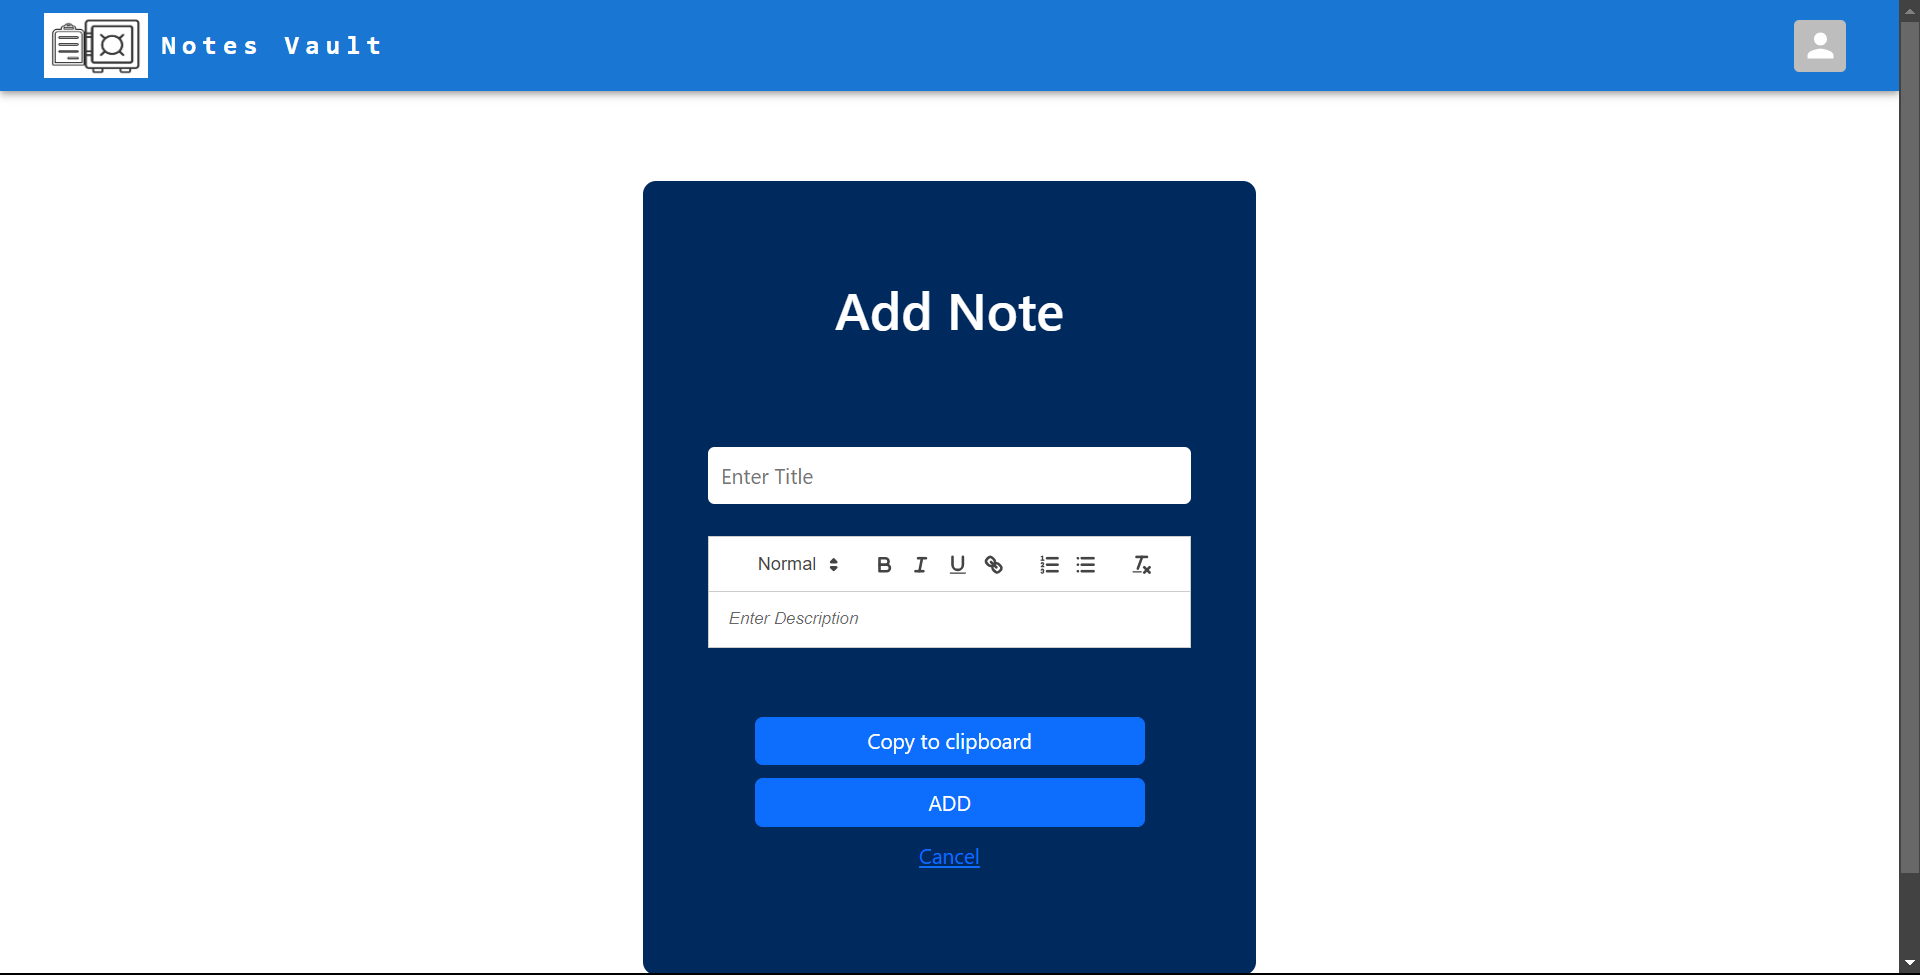 Notes Vault
Add Note
Enter Title
Normal
Enter Description
Copy to clipboard
ADD
Cancel